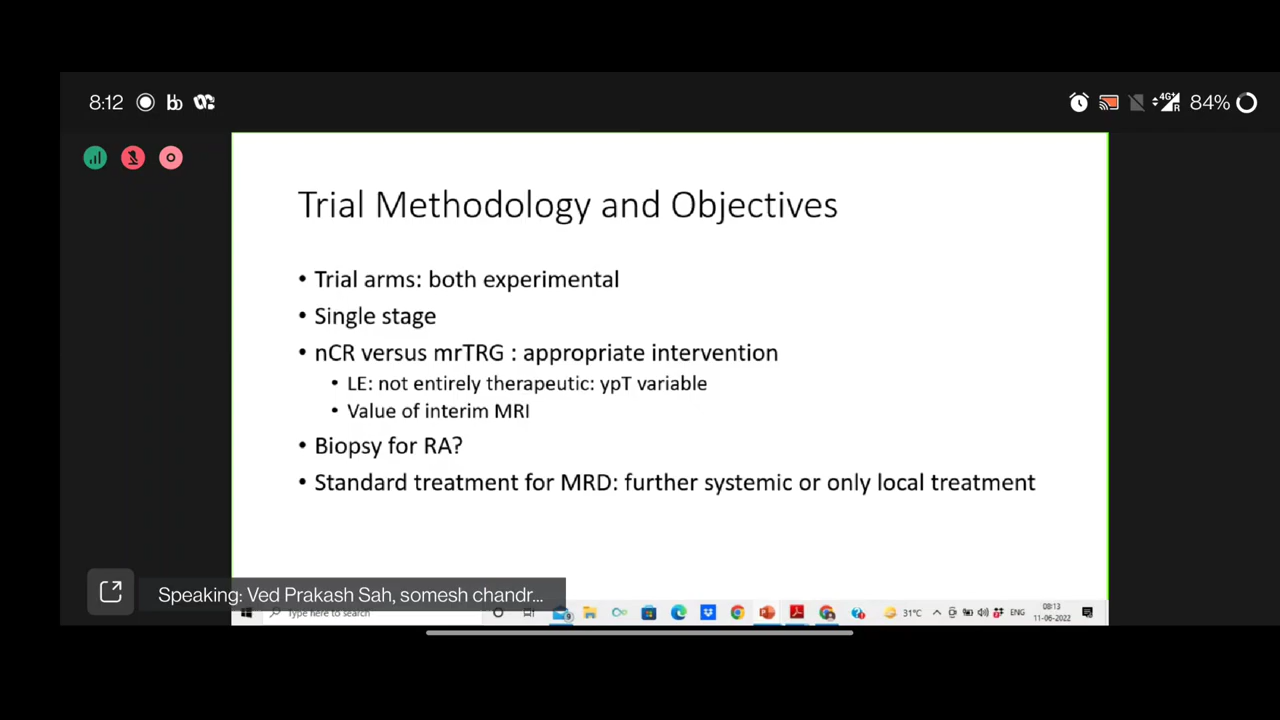 8:12
4G+
R
84%
Trial Methodology and Objectives
• Trial arms: both experimental
• Single stage
• nCR versus mrTRG : appropriate intervention
• LE: not entirely therapeutic: ypT variable
• Value of interim MRI
• Biopsy for RA?
• Standard treatment for MRD: further systemic or only local treatment
Speaking: Ved Prakash Sah, somesh chandr...
Type here to search
31°C
ENG
08:13
11-06-2022